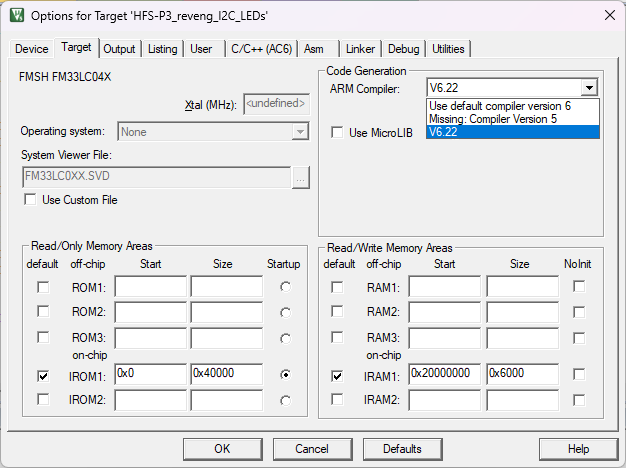 Options for Target 'HFS-P3_reveng_I2C_LEDs'
Device Target Output Listing User C/C++ (AC6) Asm Linker Debug Utilities
FMSH FM33LC04X
Xtal (MHz): <undefined>
Operating system: None
System Viewer File:
FM33LC0XX.SVD ...
Use Custom File
Code Generation
ARM Compiler: V6.22
Use default compiler version 6
Missing: Compiler Version 5
V6.22
Use MicroLIB
Read/Only Memory Areas
default off-chip Start Size Startup
ROM1:
ROM2:
ROM3:
on-chip
IROM1: 0x0 0x40000
IROM2:
Read/Write Memory Areas
default off-chip Start Size NoInit
RAM1:
RAM2:
RAM3:
on-chip
IRAM1: 0x20000000 0x6000
IRAM2:
OK Cancel Defaults Help